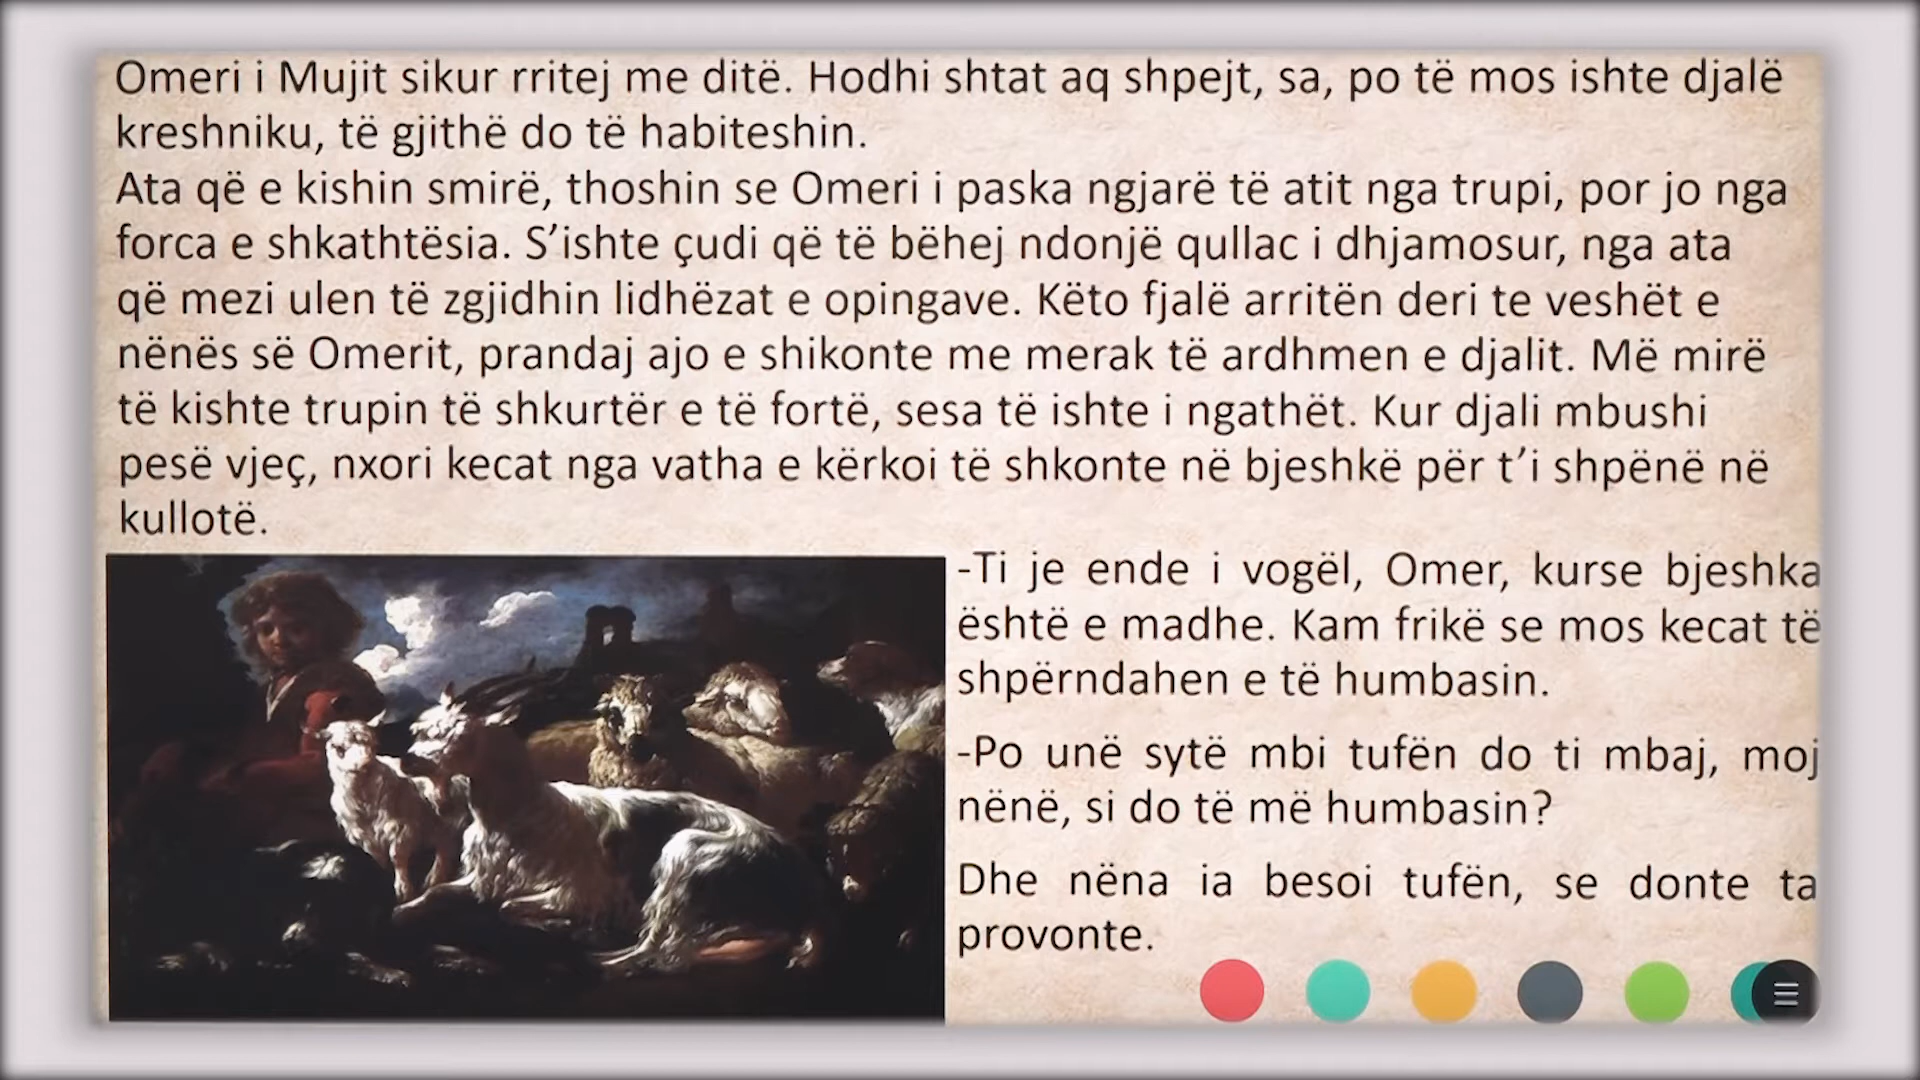 Omeri i Mujit sikur rritej me ditë. Hodhi shtat aq shpejt, sa, po të mos ishte djalë
kreshniku, të gjithë do të habiteshin.
Ata që e kishin smirë, thoshin se Omeri i paska ngjarë të atit nga trupi, por jo nga
forca e shkathtësia. S’ishte çudi që të bëhej ndonjë qullac i dhjamosur, nga ata
që mezi ulen të zgjidhin lidhëzat e opingave. Këto fjalë arritën deri te veshët e
nënës së Omerit, prandaj ajo e shikonte me merak të ardhmen e djalit. Më mirë
të kishte trupin të shkurtër e të fortë, sesa të ishte i ngathët. Kur djali mbushi
pesë vjeç, nxori kecat nga vatha e kërkoi të shkonte në bjeshkë për t’i shpënë në
kullotë.
-Ti je ende i vogël, Omer, kurse bjeshka
është e madhe. Kam frikë se mos kecat të
shpërndahen e të humbasin.
-Po unë sytë mbi tufën do ti mbaj, moj
nënë, si do të më humbasin?
Dhe nëna ia besoi tufën, se donte ta
provonte.